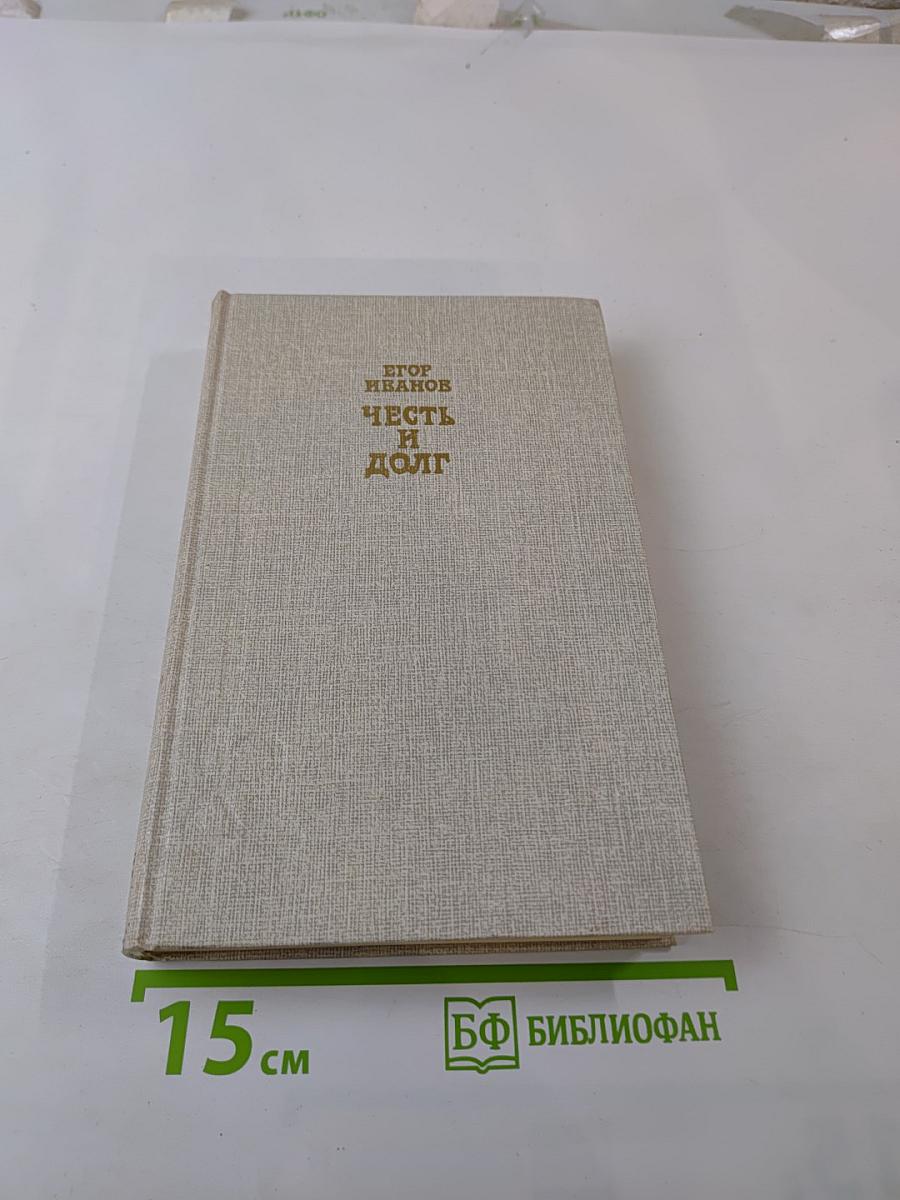 ЕГОР
ИВАНОВ
ЧЕСТЬ
И
ДОЛГ
15 см
БФ БИБЛИОФАН